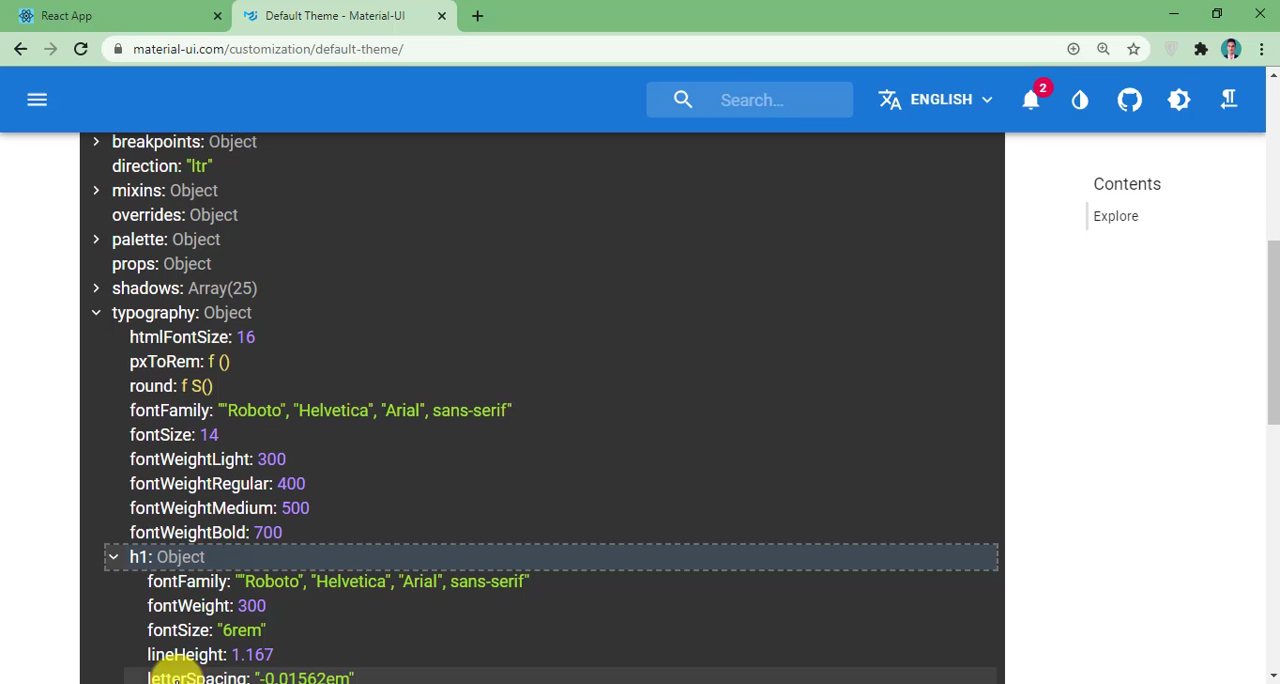 React App
Default Theme - Material-UI
material-ui.com/customization/default-theme/
Search...
ENGLISH
2
breakpoints: Object
direction: "ltr"
mixins: Object
overrides: Object
palette: Object
props: Object
shadows: Array(25)
typography: Object
htmlFontSize: 16
pxToRem: f ()
round: f S()
fontFamily: ""Roboto", "Helvetica", "Arial", sans-serif"
fontSize: 14
fontWeightLight: 300
fontWeightRegular: 400
fontWeightMedium: 500
fontWeightBold: 700
h1: Object
fontFamily: ""Roboto", "Helvetica", "Arial", sans-serif"
fontWeight: 300
fontSize: "6rem"
lineHeight: 1.167
letterSpacing: "-0.01562em"
Contents
Explore